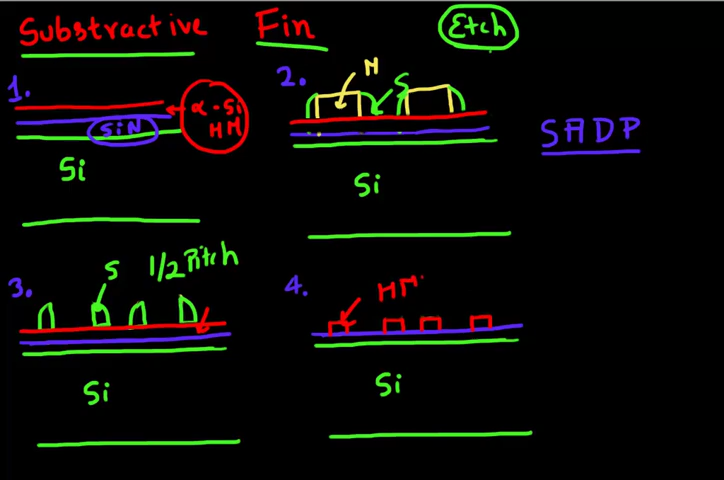 Substractive Fin Etch
1.
α-Si
HM
SiN
Si
2.
M
S
Si
SADP
3.
S 1/2 Pitch
Si
4.
HM
Si